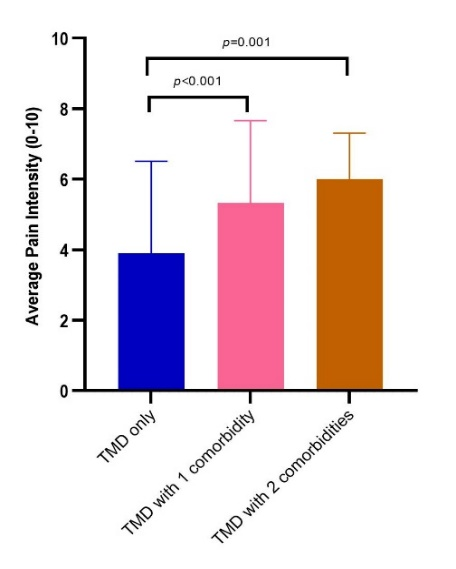 p=0.001
p<0.001
Average Pain Intensity (0-10)
10
8
6
4
2
0
TMD only
TMD with 1 comorbidity
TMD with 2 comorbidities